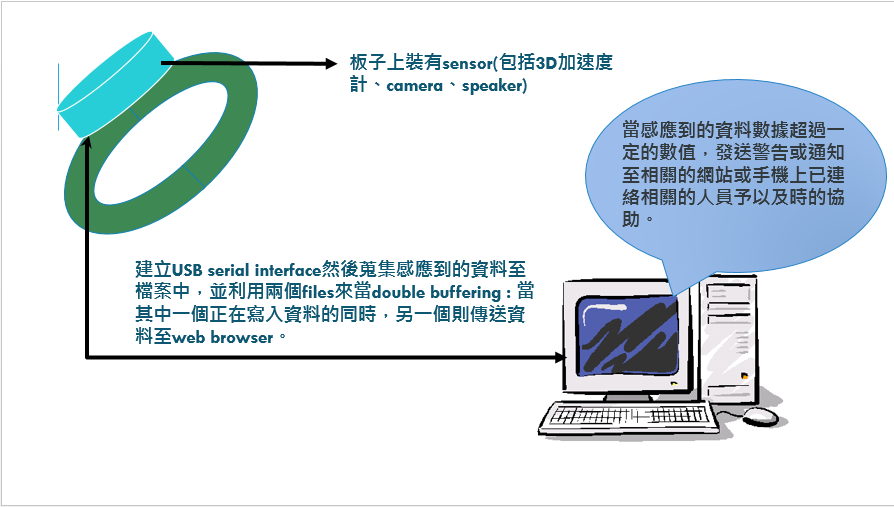 板子上裝有sensor(包括3D加速度
計、camera、speaker)
當感應到的資料數據超過一
定的數值，發送警告或通知
至相關的網站或手機上已連
絡相關的人員予以及時的協
助。
建立USB serial interface然後蒐集感應到的資料至
檔案中，並利用兩個files來當double buffering : 當
其中一個正在寫入資料的同時，另一個則傳送資
料至web browser。